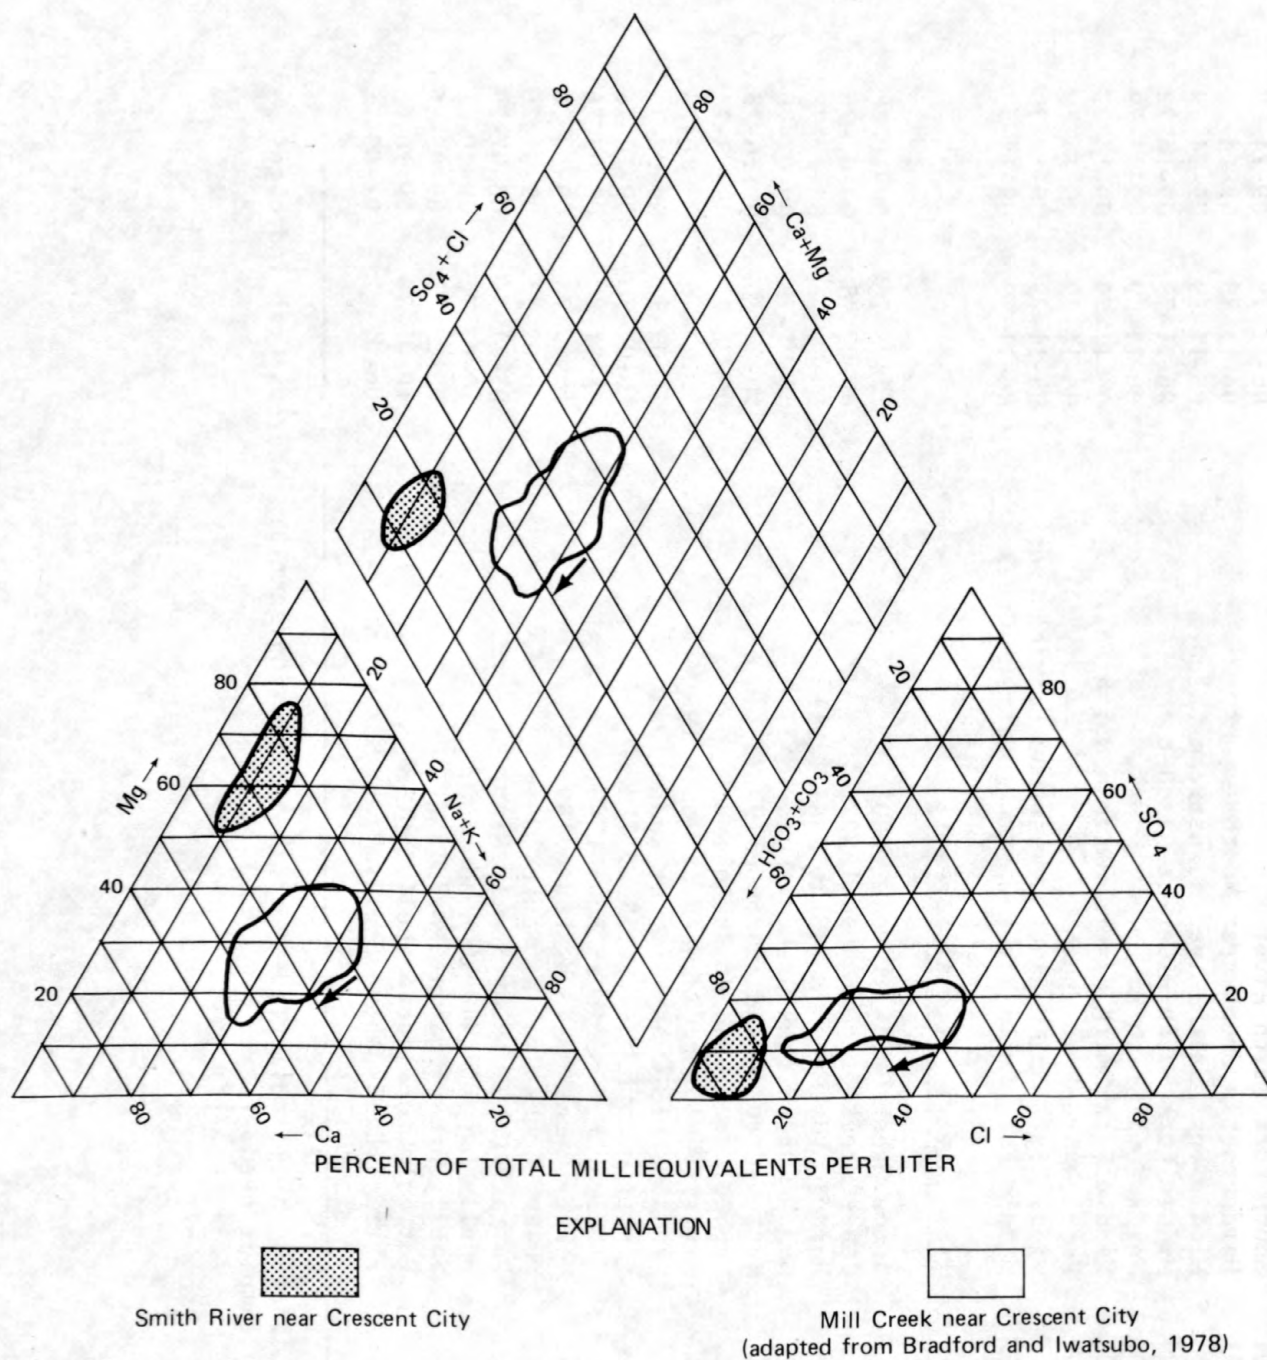 80 80
60 60
So4 + Cl → ← Ca+Mg
40 40
20 20
80 20 20 80
Mg → 60 40 Na+K → 40 HCO3+CO3 ← 60 ← SO4
40 60 60 40
20 80 80 20
80 60 40 20 20 40 60 80
← Ca Cl →
PERCENT OF TOTAL MILLIEQUIVALENTS PER LITER
EXPLANATION
Smith River near Crescent City
Mill Creek near Crescent City
(adapted from Bradford and Iwatsubo, 1978)